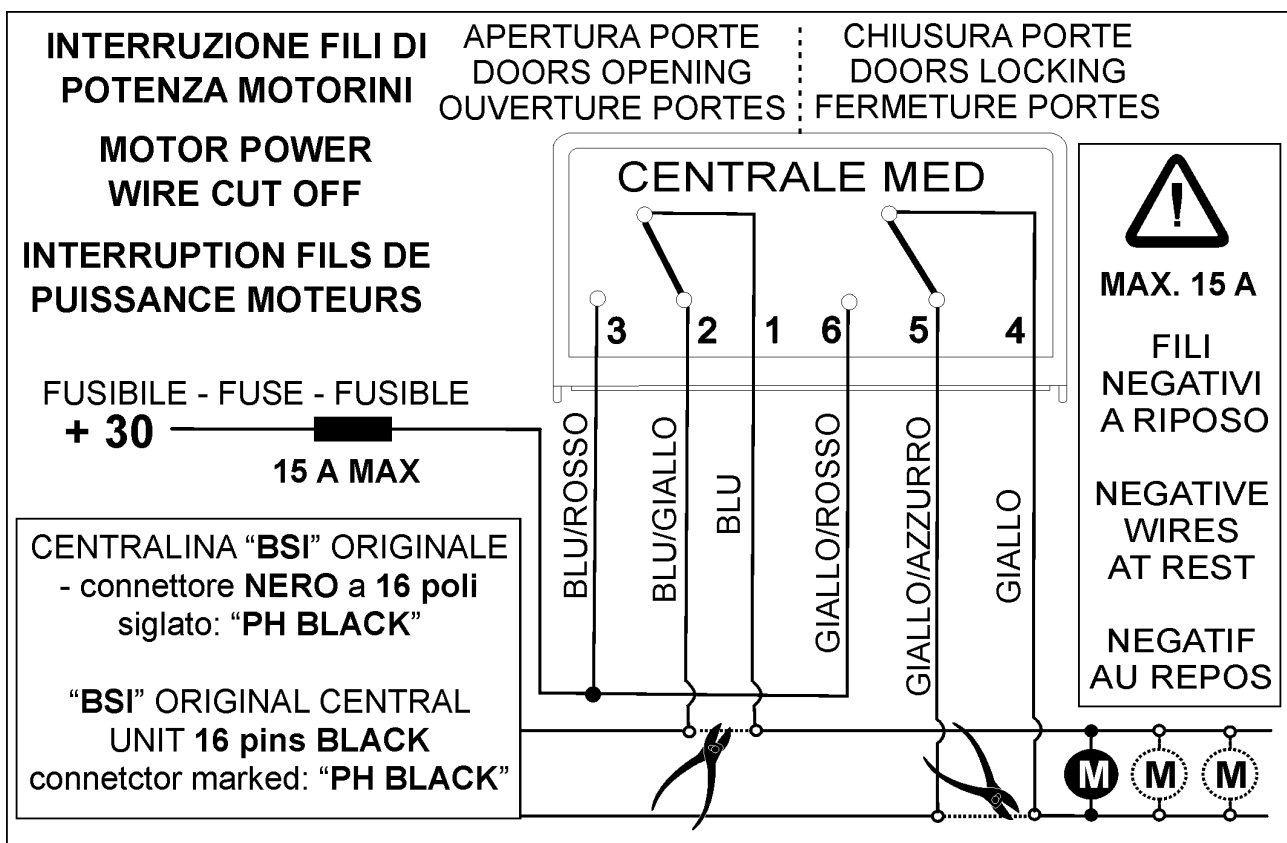 INTERRUZIONE FILI DI
POTENZA MOTORINI
MOTOR POWER
WIRE CUT OFF
INTERRUPTION FILS DE
PUISSANCE MOTEURS
APERTURA PORTE
DOORS OPENING
OUVERTURE PORTES
CHIUSURA PORTE
DOORS LOCKING
FERMETURE PORTES
CENTRALE MED
3 2 1 6 5 4
BLU/ROSSO
BLU/GIALLO
BLU
GIALLO/ROSSO
GIALLO/AZZURRO
GIALLO
FUSIBILE - FUSE - FUSIBLE
+ 30
15 A MAX
CENTRALINA “BSI” ORIGINALE
- connettore NERO a 16 poli
siglato: “PH BLACK”
“BSI” ORIGINAL CENTRAL
UNIT 16 pins BLACK
connetctor marked: “PH BLACK”
!
MAX. 15 A
FILI
NEGATIVI
A RIPOSO
NEGATIVE
WIRES
AT REST
NEGATIF
AU REPOS
M M M